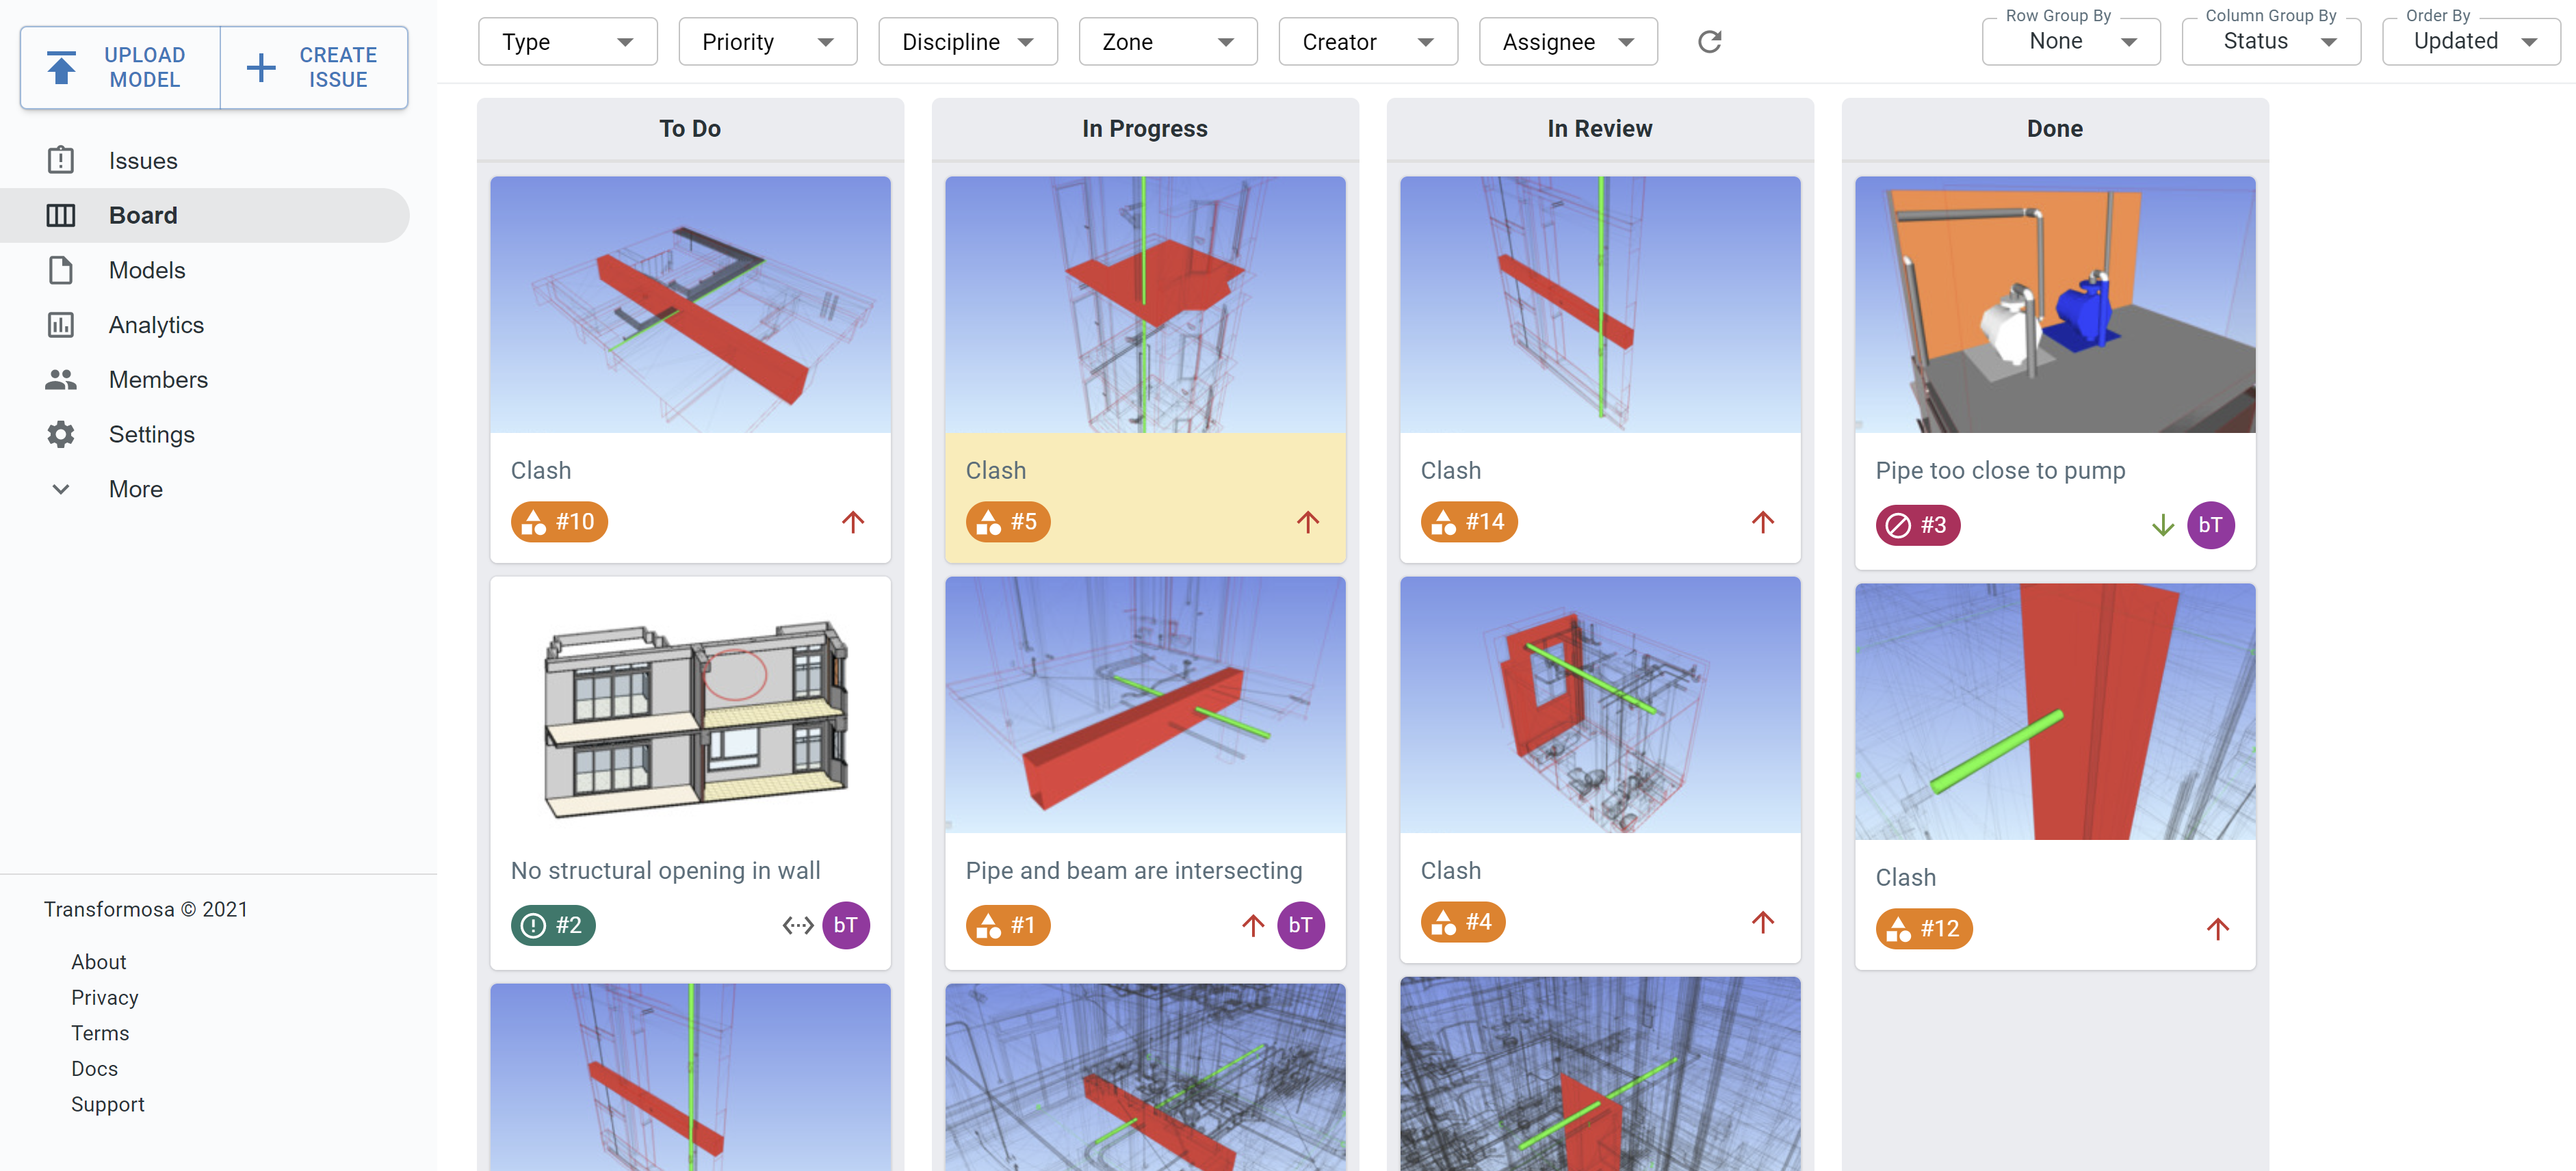 UPLOAD
MODEL
CREATE
ISSUE
Issues
Board
Models
Analytics
Members
Settings
More
Transformosa © 2021
About
Privacy
Terms
Docs
Support
Type
Priority
Discipline
Zone
Creator
Assignee
Row Group By
None
Column Group By
Status
Order By
Updated
To Do
Clash
#10
No structural opening in wall
#2
bT
In Progress
Clash
#5
Pipe and beam are intersecting
#1
bT
In Review
Clash
#14
Clash
#4
Done
Pipe too close to pump
#3
bT
Clash
#12